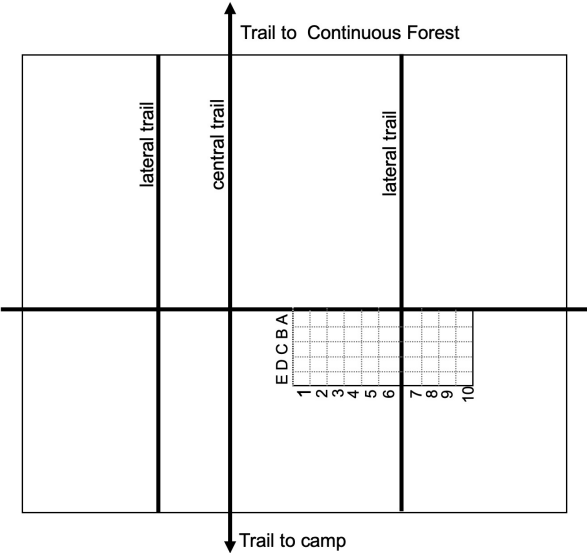 Trail to  Continuous Forest
lateral trail
central trail
lateral trail
E D C B A
1 2 3 4 5 6 7 8 9 10
Trail to camp